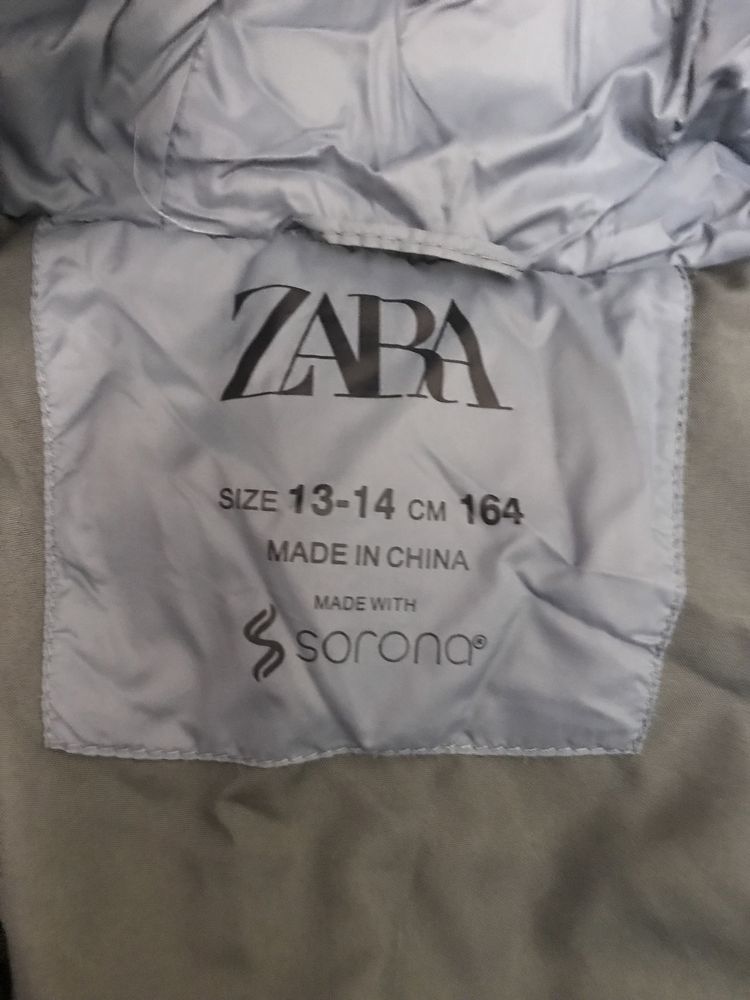 ZARA
SIZE 13-14 CM 164
MADE IN CHINA
MADE WITH
sorona®